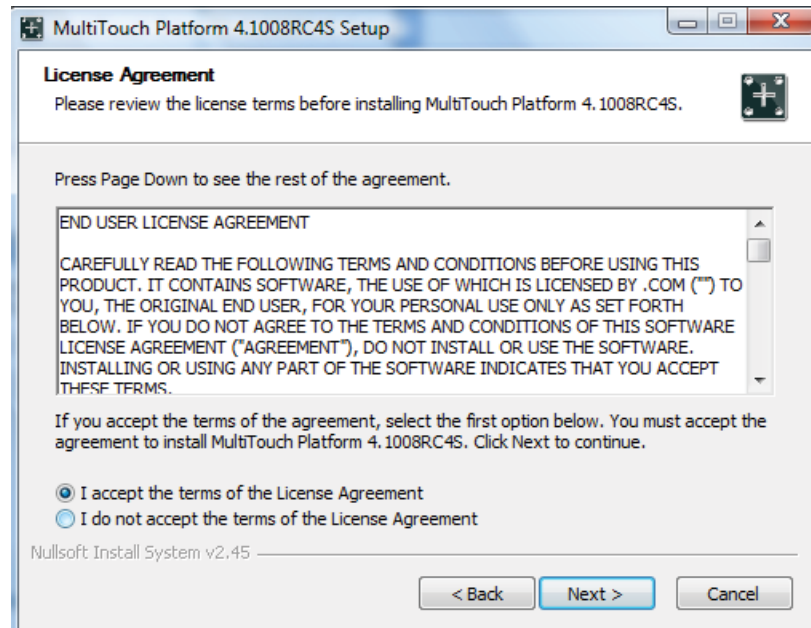 MultiTouch Platform 4.1008RC4S Setup
License Agreement
Please review the license terms before installing MultiTouch Platform 4.1008RC4S.
Press Page Down to see the rest of the agreement.
END USER LICENSE AGREEMENT
CAREFULLY READ THE FOLLOWING TERMS AND CONDITIONS BEFORE USING THIS
PRODUCT. IT CONTAINS SOFTWARE, THE USE OF WHICH IS LICENSED BY .COM ("") TO
YOU, THE ORIGINAL END USER, FOR YOUR PERSONAL USE ONLY AS SET FORTH
BELOW. IF YOU DO NOT AGREE TO THE TERMS AND CONDITIONS OF THIS SOFTWARE
LICENSE AGREEMENT ("AGREEMENT"), DO NOT INSTALL OR USE THE SOFTWARE.
INSTALLING OR USING ANY PART OF THE SOFTWARE INDICATES THAT YOU ACCEPT
THESE TERMS.
If you accept the terms of the agreement, select the first option below. You must accept the
agreement to install MultiTouch Platform 4.1008RC4S. Click Next to continue.
I accept the terms of the License Agreement
I do not accept the terms of the License Agreement
Nullsoft Install System v2.45
< Back Next > Cancel